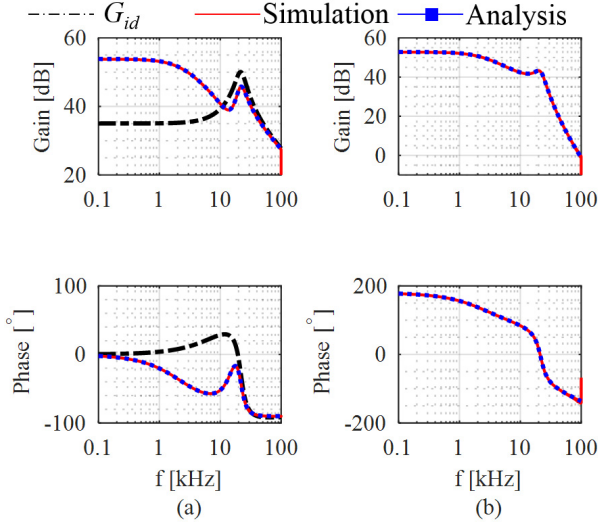 G_id Simulation Analysis
60
40
20
Gain [dB]
0.1 1 10 100
60
40
20
0
Gain [dB]
0.1 1 10 100
100
0
-100
Phase [°]
0.1 1 10 100
f [kHz]
(a)
200
0
-200
Phase [°]
0.1 1 10 100
f [kHz]
(b)